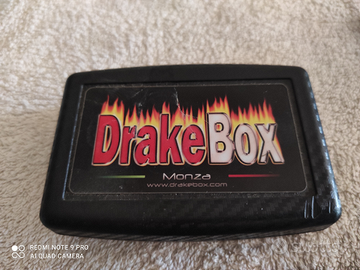 DrakeBox
Monza
www.drakebox.com
REDMI NOTE 9 PRO
AI QUAD CAMERA